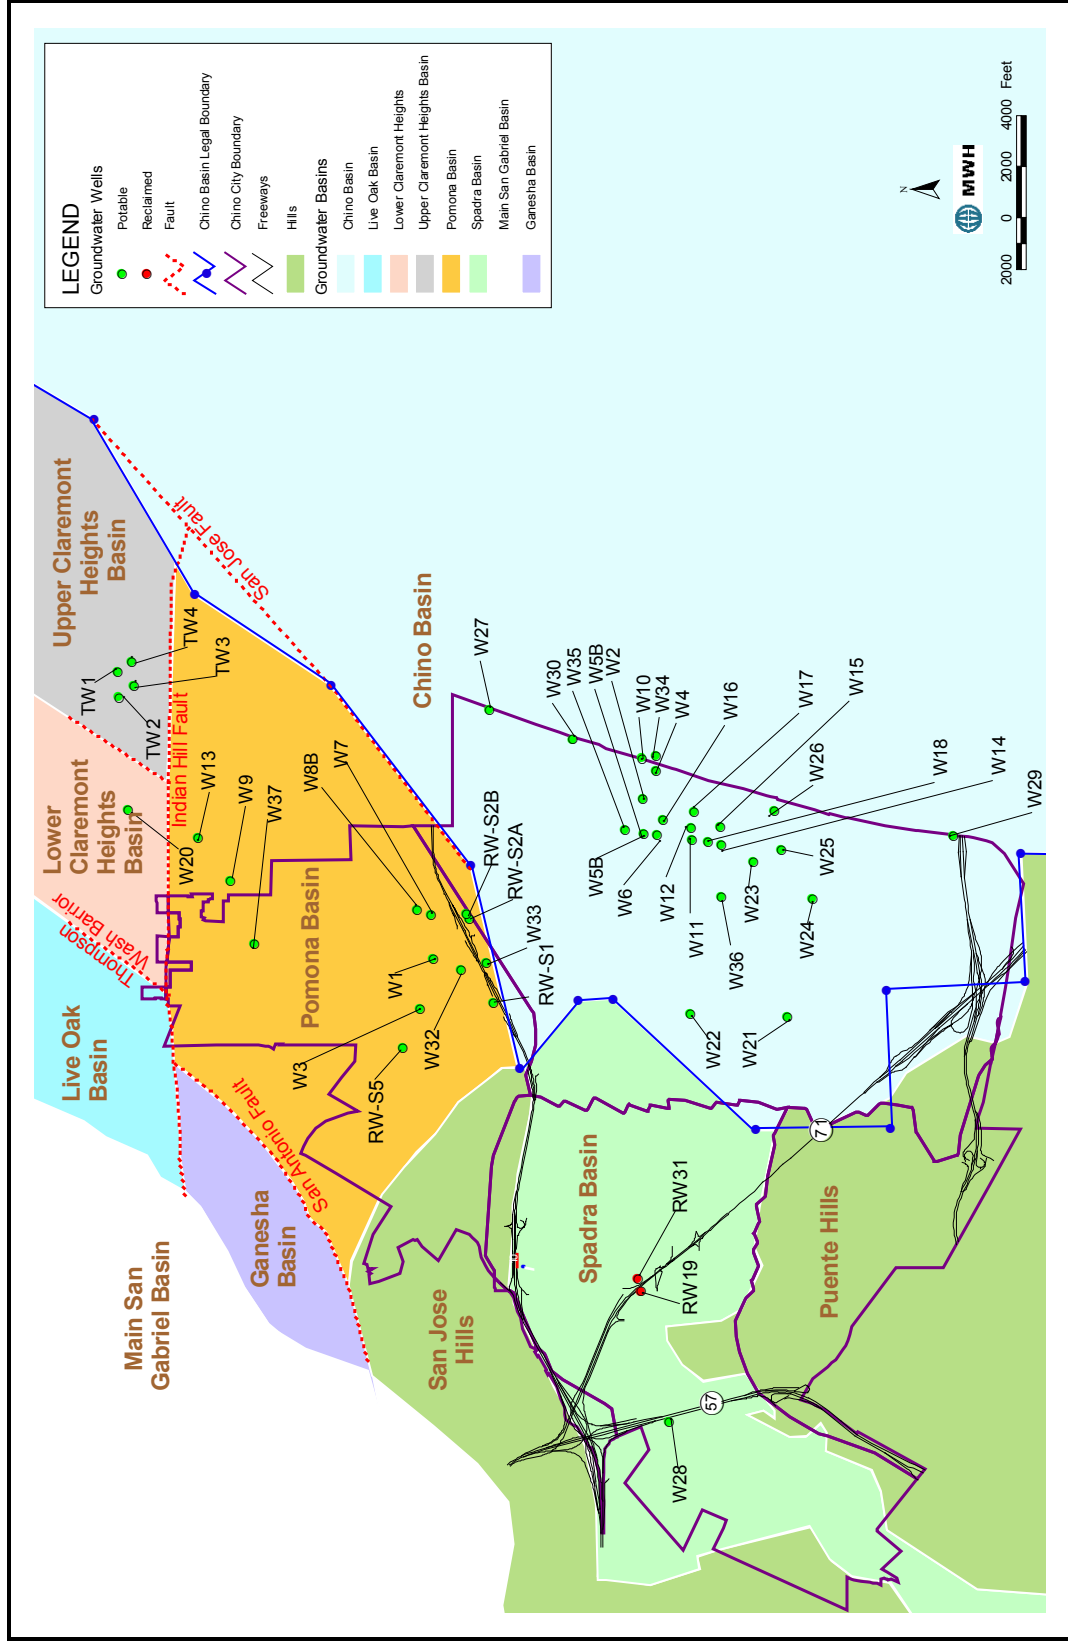 LEGEND
Groundwater Wells
Potable
Reclaimed
Fault
Chino Basin Legal Boundary
Chino City Boundary
Freeways
Hills
Groundwater Basins
Chino Basin
Live Oak Basin
Lower Claremont Heights
Upper Claremont Heights Basin
Pomona Basin
Spadra Basin
Main San Gabriel Basin
Ganesha Basin
N
MWH
2000
0
2000
4000 Feet
Upper Claremont
Heights
Basin
Lower
Claremont
Heights
Basin
Live Oak
Basin
Main San
Gabriel Basin
Ganesha
Basin
Thompson
Wash Barrior
Indian Hill Fault
San Jose Fault
San Antonio Fault
Pomona Basin
Chino Basin
San Jose
Hills
Spadra Basin
Puente Hills
TW1
TW2
TW4
TW3
W20
W13
W9
W37
W8B
W7
RW-S2B
RW-S2A
W33
RW-S1
W1
W32
W3
RW-S5
W27
W30
W35
W5B
W2
W10
W34
W4
W16
W17
W15
W26
W18
W14
W29
W5B
W6
W12
W11
W36
W23
W25
W24
W22
W21
RW31
RW19
W28
71
57